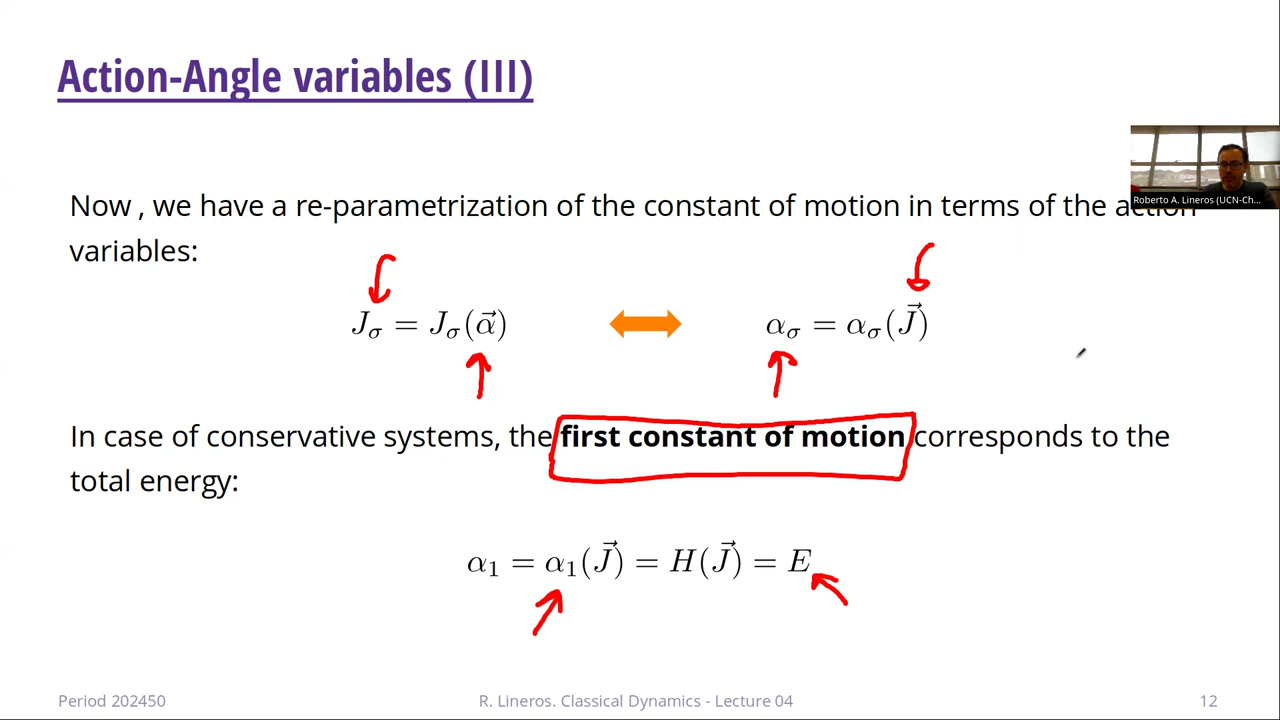 Action-Angle variables (III)
Now , we have a re-parametrization of the constant of motion in terms of the action
variables:
J_σ = J_σ(α⃗) α_σ = α_σ(J⃗)
In case of conservative systems, the first constant of motion corresponds to the
total energy:
α₁ = α₁(J⃗) = H(J⃗) = E
Roberto A. Lineros (UCN-Ch...
Period 202450 R. Lineros. Classical Dynamics - Lecture 04 12